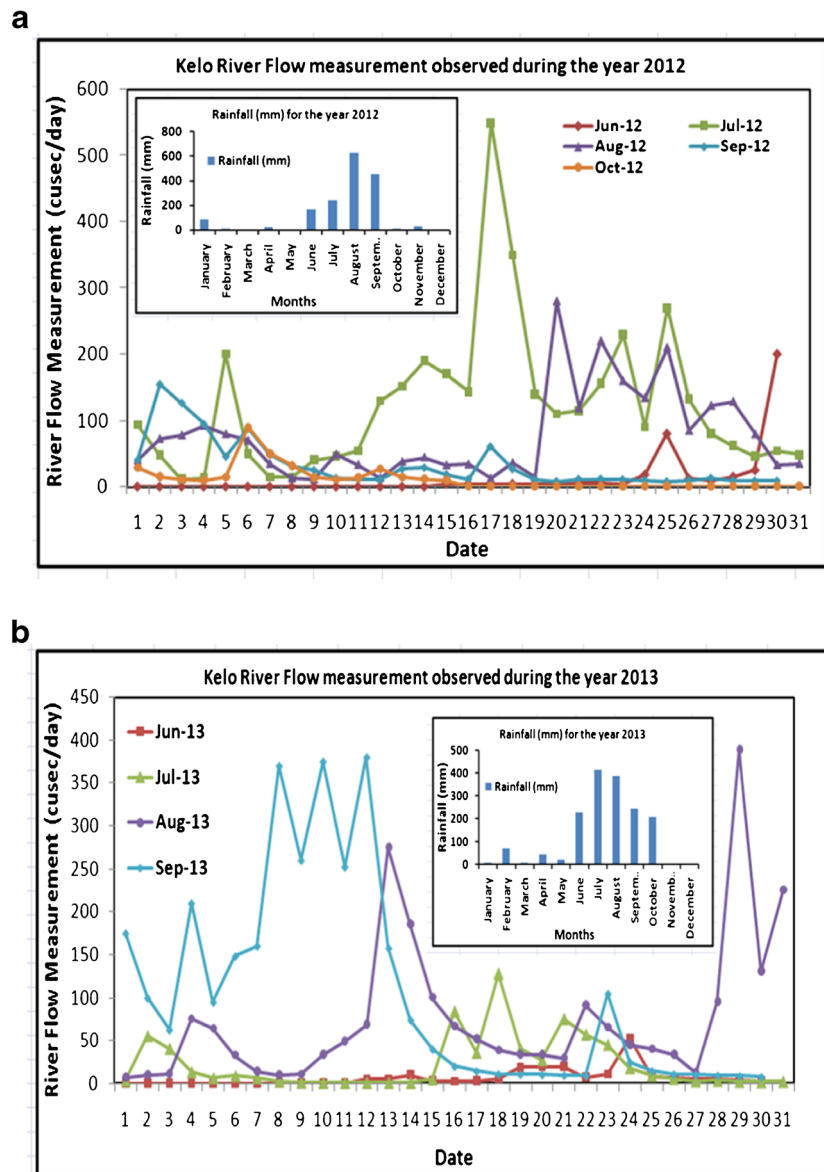 a
Kelo River Flow measurement observed during the year 2012
River Flow Measurement (cusec/day)
600
500
400
300
200
100
0
Rainfall (mm) for the year 2012
Rainfall (mm)
800
600
400
200
0
Rainfall (mm)
January
February
March
April
May
June
July
August
Septem..
October
November
December
Months
Jun-12
Jul-12
Aug-12
Sep-12
Oct-12
1 2 3 4 5 6 7 8 9 10 11 12 13 14 15 16 17 18 19 20 21 22 23 24 25 26 27 28 29 30 31
Date
b
Kelo River Flow measurement observed during the year 2013
River Flow Measurement (cusec/day)
450
400
350
300
250
200
150
100
50
0
Jun-13
Jul-13
Aug-13
Sep-13
Rainfall (mm) for the year 2013
Rainfall (mm)
500
400
300
200
100
0
Rainfall (mm)
January
February
March
April
May
June
July
August
Septem..
October
Novemb..
December
Months
1 2 3 4 5 6 7 8 9 10 11 12 13 14 15 16 17 18 19 20 21 22 23 24 25 26 27 28 29 30 31
Date